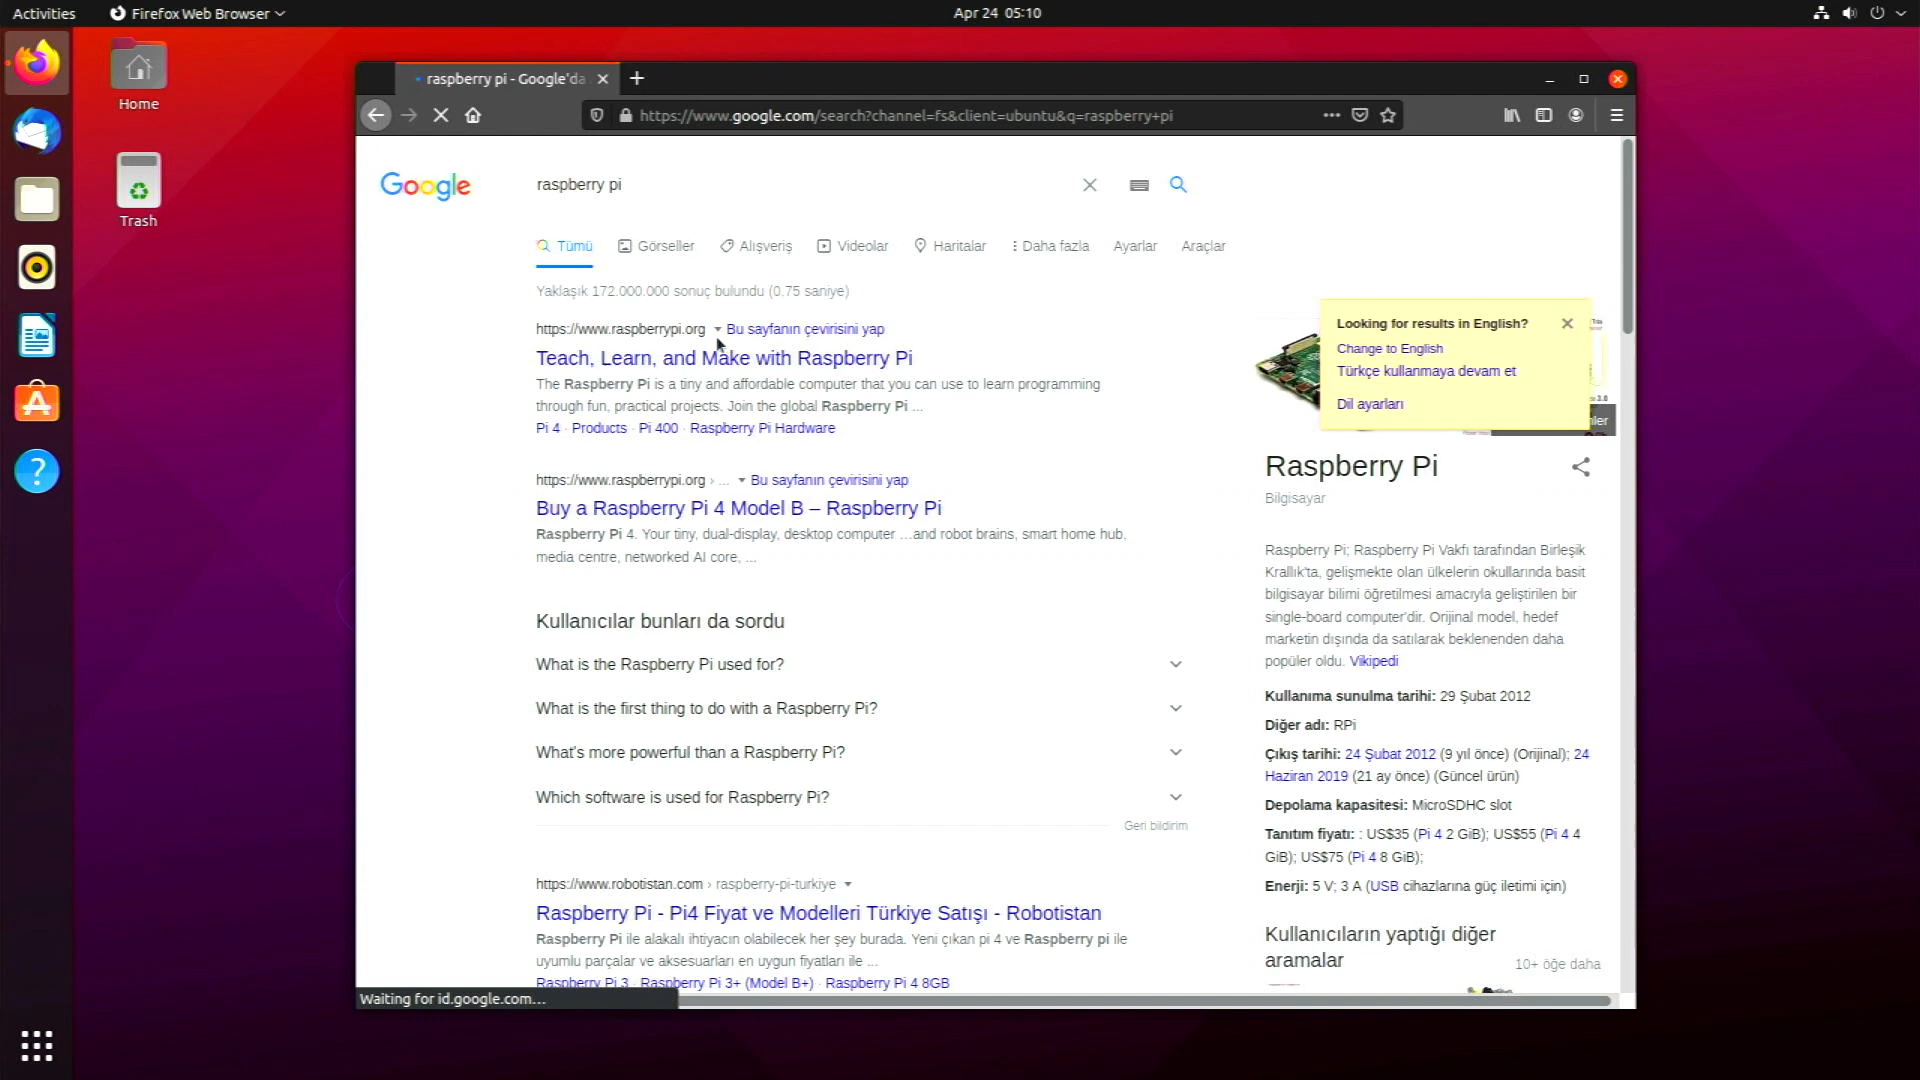 Activities
Firefox Web Browser
Apr 24 05:10
Home
Trash
raspberry pi - Google'da
https://www.google.com/search?channel=fs&client=ubuntu&q=raspberry+pi
Google
raspberry pi
Tümü
Görseller
Alışveriş
Videolar
Haritalar
Daha fazla
Ayarlar
Araçlar
Yaklaşık 172.000.000 sonuç bulundu (0,75 saniye)
https://www.raspberrypi.org Bu sayfanın çevirisini yap
Teach, Learn, and Make with Raspberry Pi
The Raspberry Pi is a tiny and affordable computer that you can use to learn programming
through fun, practical projects. Join the global Raspberry Pi ...
Pi 4 · Products · Pi 400 · Raspberry Pi Hardware
https://www.raspberrypi.org › ... Bu sayfanın çevirisini yap
Buy a Raspberry Pi 4 Model B – Raspberry Pi
Raspberry Pi 4. Your tiny, dual-display, desktop computer …and robot brains, smart home hub,
media centre, networked AI core, ...
Kullanıcılar bunları da sordu
What is the Raspberry Pi used for?
What is the first thing to do with a Raspberry Pi?
What's more powerful than a Raspberry Pi?
Which software is used for Raspberry Pi?
Geri bildirim
https://www.robotistan.com › raspberry-pi-turkiye
Raspberry Pi - Pi4 Fiyat ve Modelleri Türkiye Satışı - Robotistan
Raspberry Pi ile alakalı ihtiyacın olabilecek her şey burada. Yeni çıkan pi 4 ve Raspberry pi ile
uyumlu parçalar ve aksesuarları en uygun fiyatları ile ...
Raspberry Pi 3 · Raspberry Pi 3+ (Model B+) · Raspberry Pi 4 8GB
Waiting for id.google.com…
Looking for results in English?
Change to English
Türkçe kullanmaya devam et
Dil ayarları
Raspberry Pi
Bilgisayar
Raspberry Pi; Raspberry Pi Vakfı tarafından Birleşik
Krallık'ta, gelişmekte olan ülkelerin okullarında basit
bilgisayar bilimi öğretilmesi amacıyla geliştirilen bir
single-board computer'dir. Orijinal model, hedef
marketin dışında da satılarak beklenenden daha
popüler oldu. Vikipedi
Kullanıma sunulma tarihi: 29 Şubat 2012
Diğer adı: RPi
Çıkış tarihi: 24 Şubat 2012 (9 yıl önce) (Orijinal); 24
Haziran 2019 (21 ay önce) (Güncel ürün)
Depolama kapasitesi: MicroSDHC slot
Tanıtım fiyatı: : US$35 (Pi 4 2 GiB); US$55 (Pi 4 4
GiB); US$75 (Pi 4 8 GiB);
Enerji: 5 V; 3 A (USB cihazlarına güç iletimi için)
Kullanıcıların yaptığı diğer
aramalar
10+ öğe daha